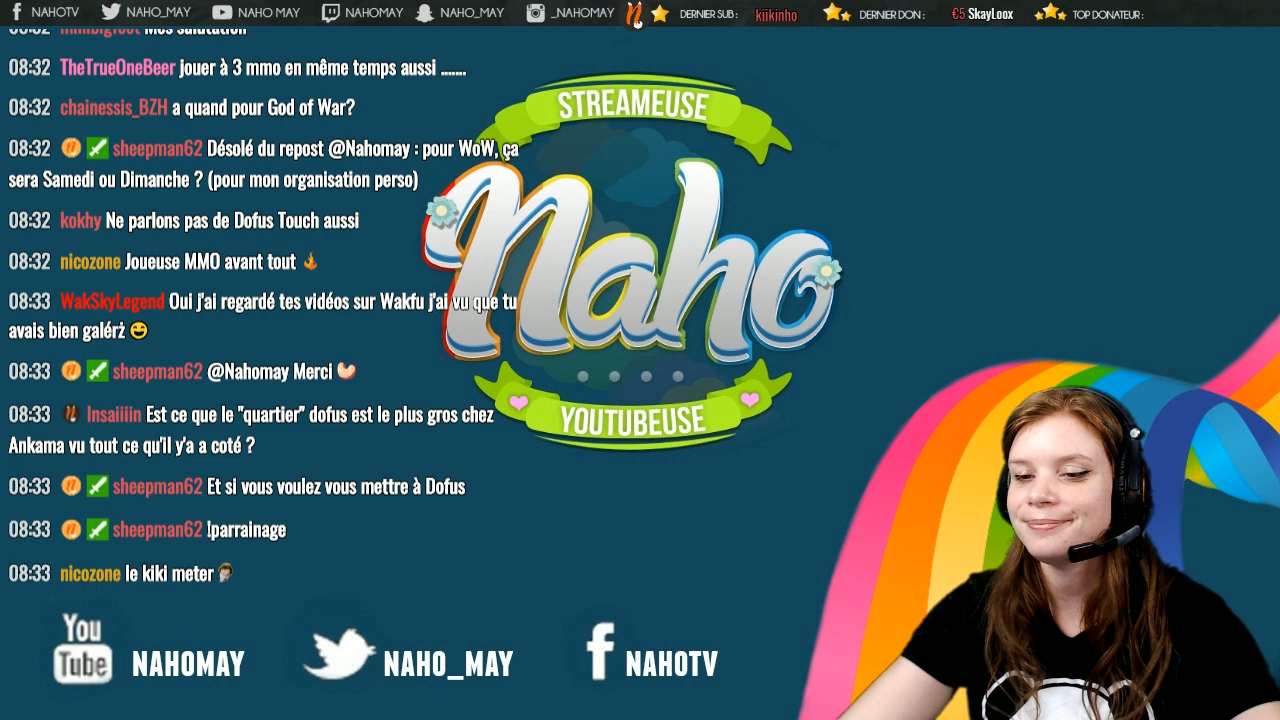 NAHOTV NAHO_MAY NAHO MAY NAHOMAY NAHO_MAY _NAHOMAY DERNIER SUB : kiikinho DERNIER DON : €5 SkayLoox TOP DONATEUR :
08:32 mimibigfoot Mes salutation
08:32 TheTrueOneBeer jouer à 3 mmo en même temps aussi .......
08:32 chainessis_BZH a quand pour God of War?
08:32 sheepman62 Désolé du repost @Nahomay : pour WoW, ça
sera Samedi ou Dimanche ? (pour mon organisation perso)
08:32 kokhy Ne parlons pas de Dofus Touch aussi
08:32 nicozone Joueuse MMO avant tout 🔥
08:33 WakSkyLegend Oui j'ai regardé tes vidéos sur Wakfu j'ai vu que tu
avais bien galérż 😄
08:33 sheepman62 @Nahomay Merci
08:33 Insaiiiin Est ce que le "quartier" dofus est le plus gros chez
Ankama vu tout ce qu'il y'a a coté ?
08:33 sheepman62 Et si vous voulez vous mettre à Dofus
08:33 sheepman62 !parrainage
08:33 nicozone le kiki meter
STREAMEUSE
Naho
YOUTUBEUSE
You
Tube
NAHOMAY
NAHO_MAY
NAHOTV